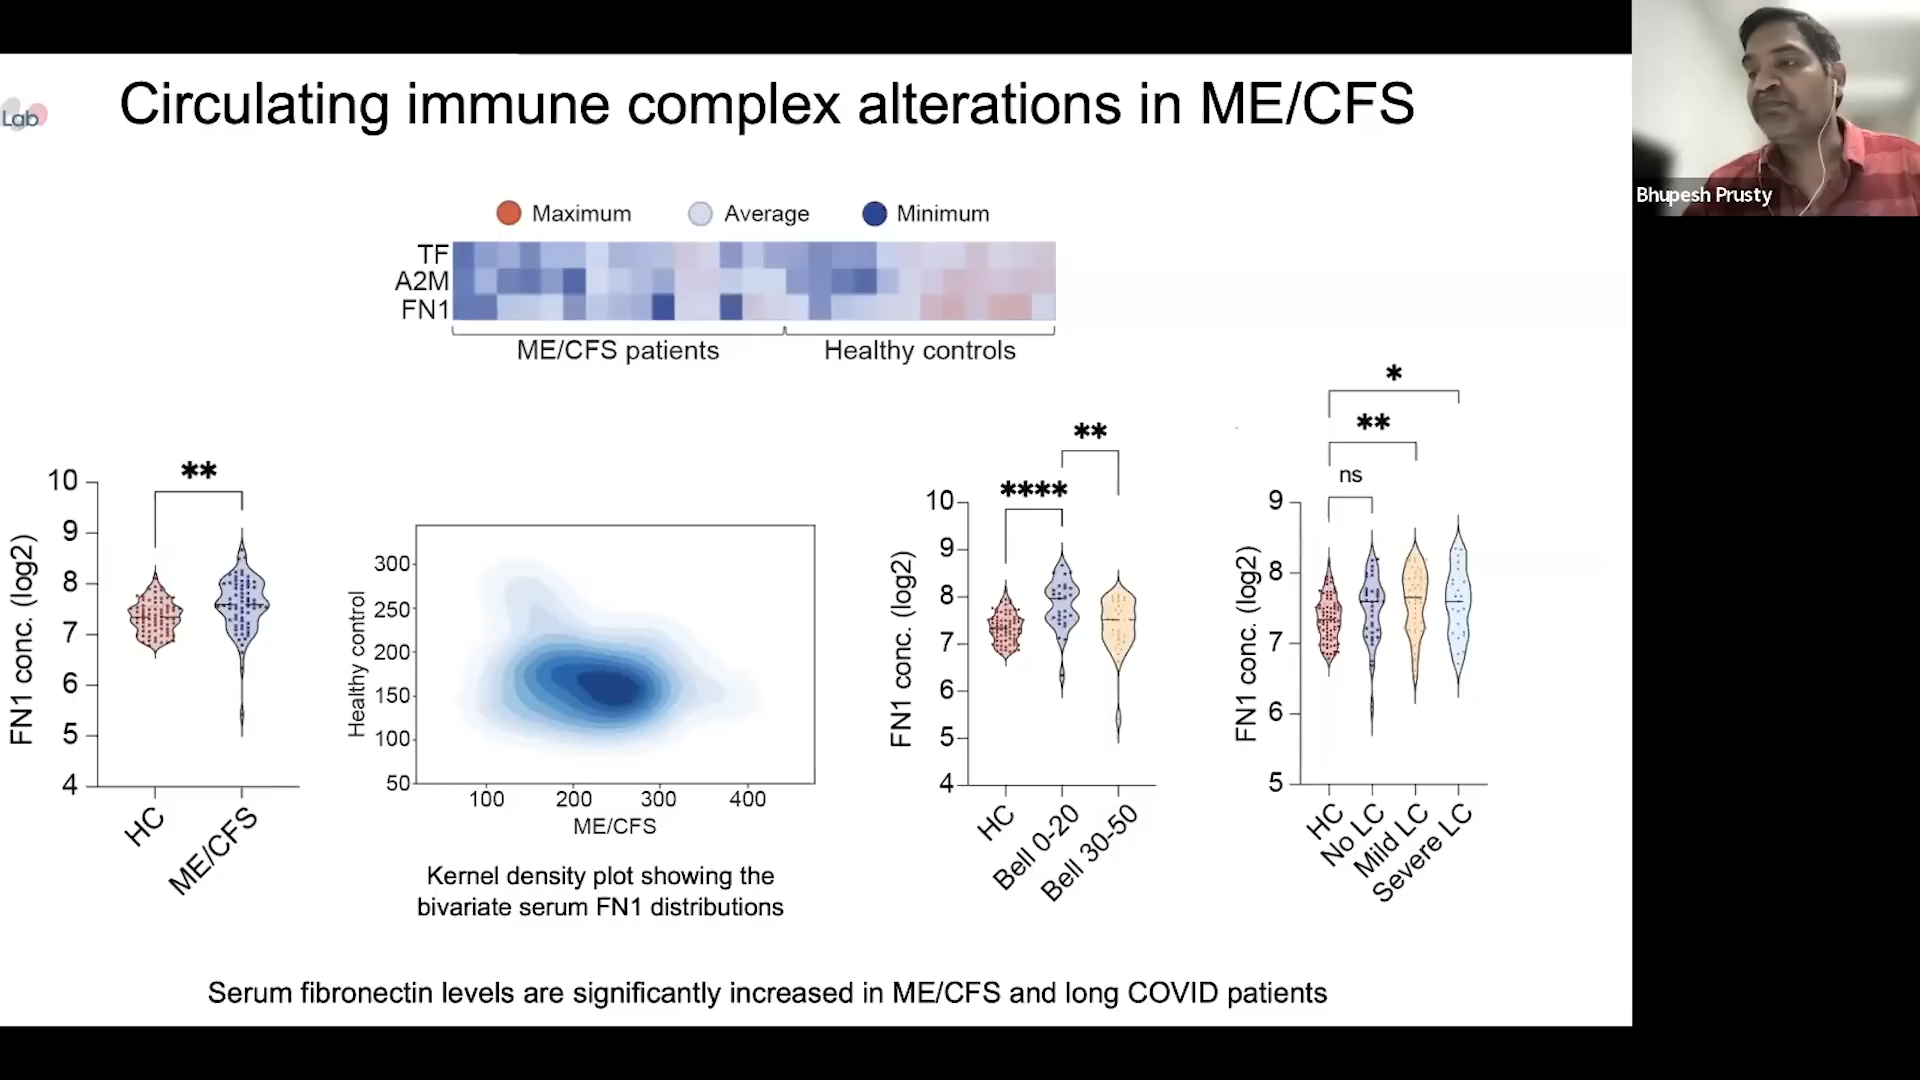 Circulating immune complex alterations in ME/CFS
Lab
Bhupesh Prusty
Maximum Average Minimum
TF
A2M
FN1
ME/CFS patients Healthy controls
**
10
9
8
7
6
5
4
FN1 conc. (log2)
HC
ME/CFS
300
250
200
150
100
50
Healthy control
100 200 300 400
ME/CFS
Kernel density plot showing the
bivariate serum FN1 distributions
**
****
10
9
8
7
6
5
4
FN1 conc. (log2)
HC
Bell 0-20
Bell 30-50
*
**
ns
9
8
7
6
5
FN1 conc. (log2)
HC
No LC
Mild LC
Severe LC
Serum fibronectin levels are significantly increased in ME/CFS and long COVID patients